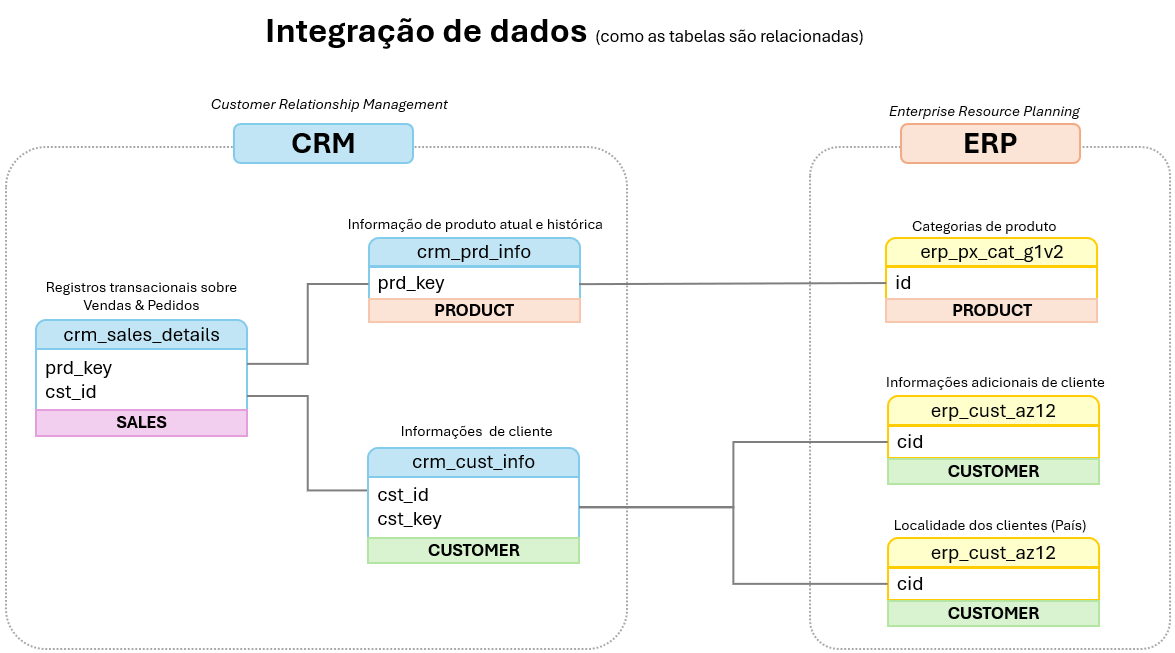 Integração de dados (como as tabelas são relacionadas)
Customer Relationship Management
CRM
Enterprise Resource Planning
ERP
Informação de produto atual e histórica
crm_prd_info
prd_key
PRODUCT
Categorias de produto
erp_px_cat_g1v2
id
PRODUCT
Registros transacionais sobre
Vendas & Pedidos
crm_sales_details
prd_key
cst_id
SALES
Informações de cliente
crm_cust_info
cst_id
cst_key
CUSTOMER
Informações adicionais de cliente
erp_cust_az12
cid
CUSTOMER
Localidade dos clientes (País)
erp_cust_az12
cid
CUSTOMER